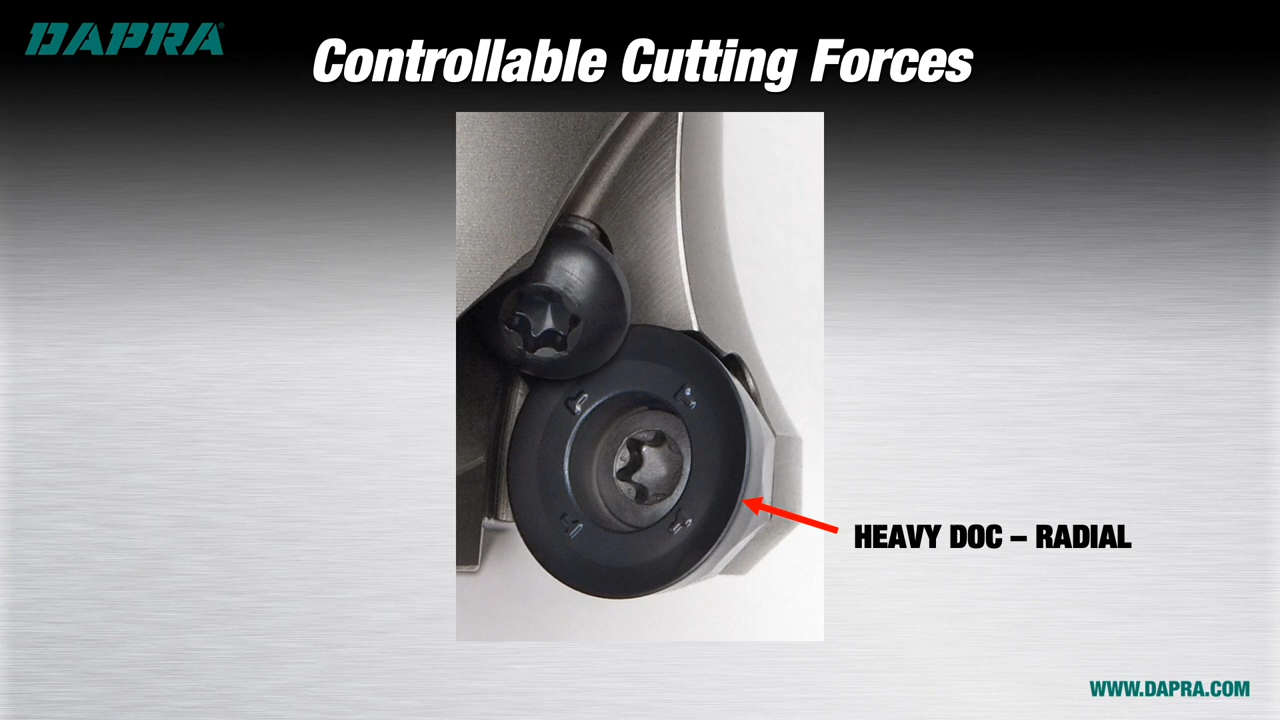 DAPRA
Controllable Cutting Forces
HEAVY DOC – RADIAL
WWW.DAPRA.COM